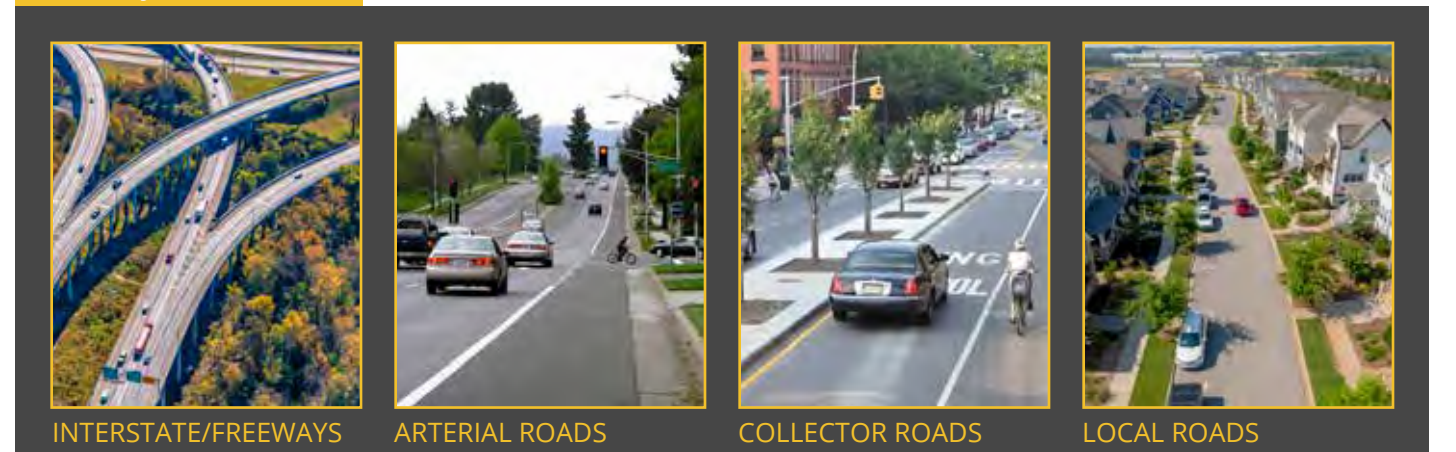 INTERSTATE/FREEWAYS
ARTERIAL ROADS
COLLECTOR ROADS
LOCAL ROADS